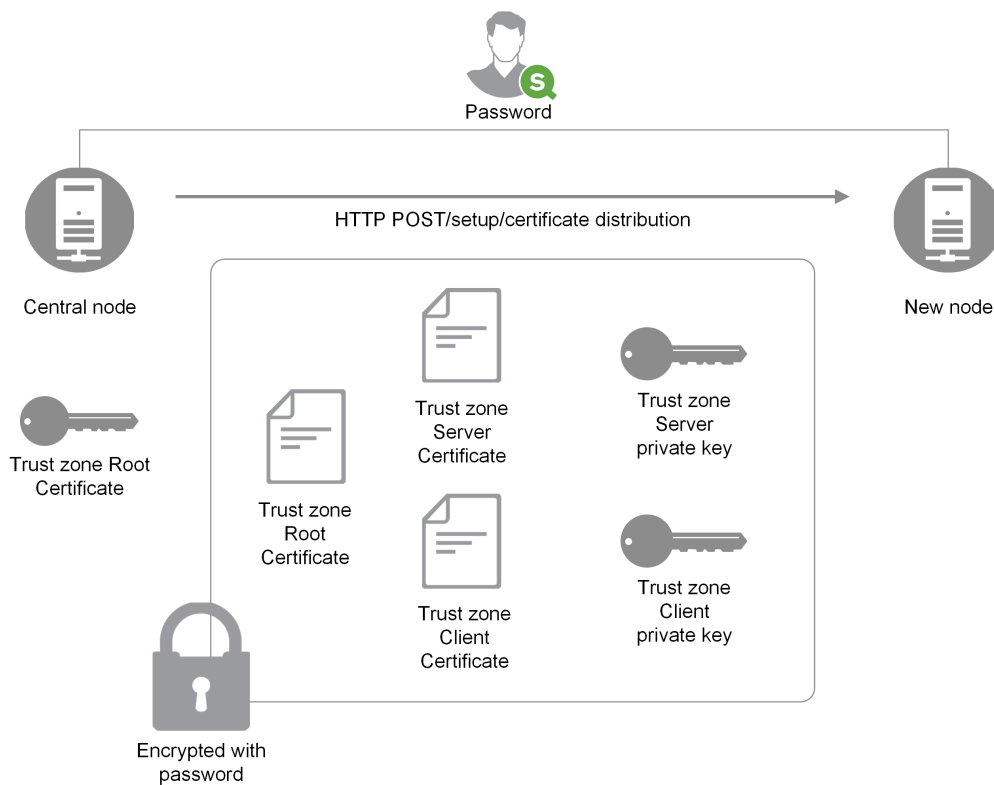 S
Password
HTTP POST/setup/certificate distribution
Central node
New node
Trust zone Root
Certificate
Trust zone
Root
Certificate
Trust zone
Server
Certificate
Trust zone
Server
private key
Trust zone
Client
Certificate
Trust zone
Client
private key
Encrypted with
password